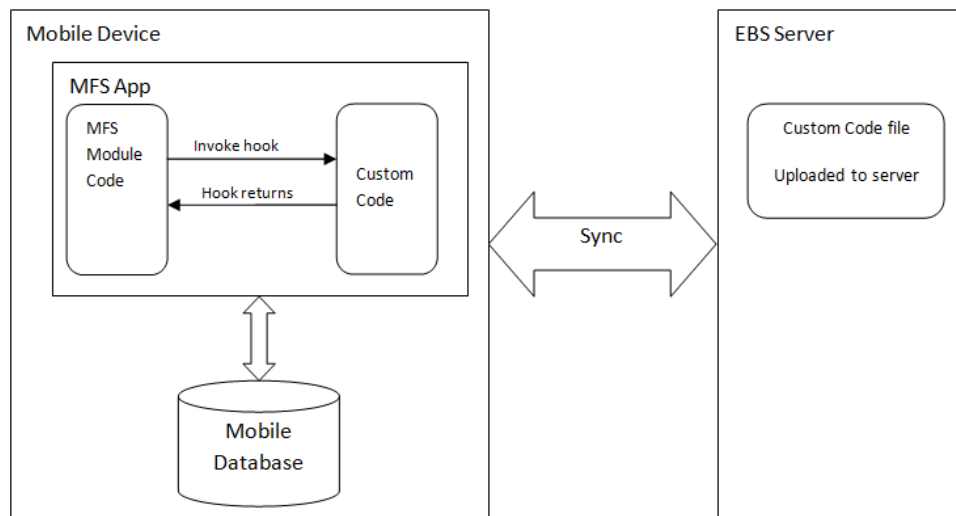 Mobile Device
MFS App
MFS
Module
Code
Invoke hook
Hook returns
Custom
Code
Mobile
Database
Sync
EBS Server
Custom Code file
Uploaded to server